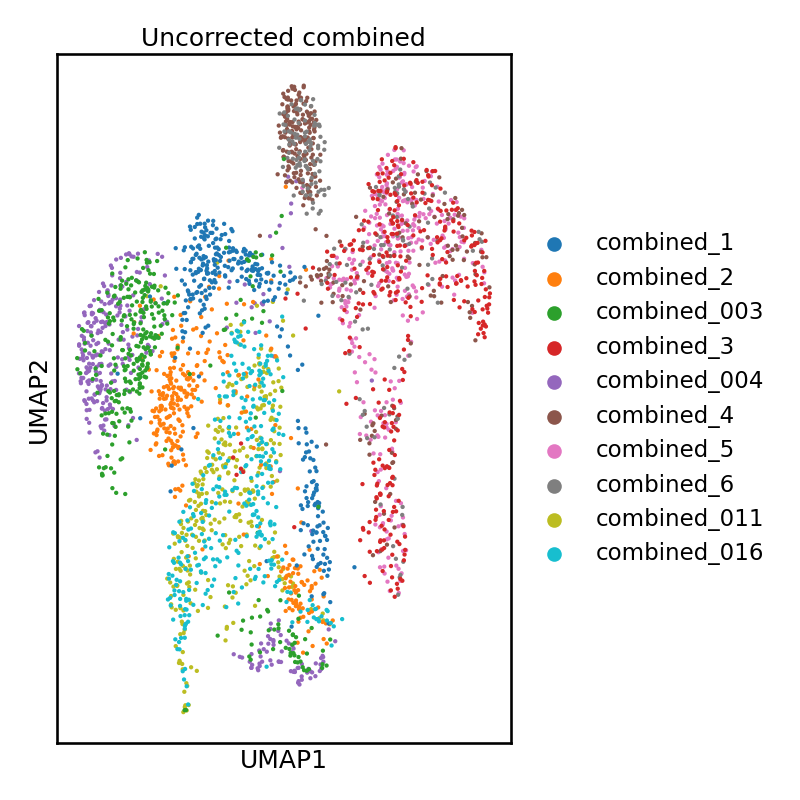 Uncorrected combined
UMAP2
UMAP1
combined_1
combined_2
combined_003
combined_3
combined_004
combined_4
combined_5
combined_6
combined_011
combined_016